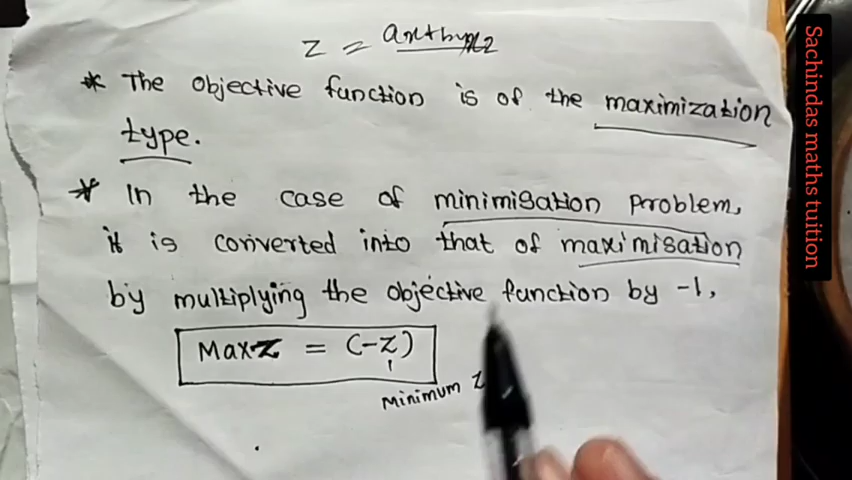 Z = ax+by
* The objective function is of the maximization
type.
* In the case of minimisation problem,
it is converted into that of maximisation
by multiplying the objective function by -1,
Max Z = (-z)
Minimum Z
Sachindas maths tuition